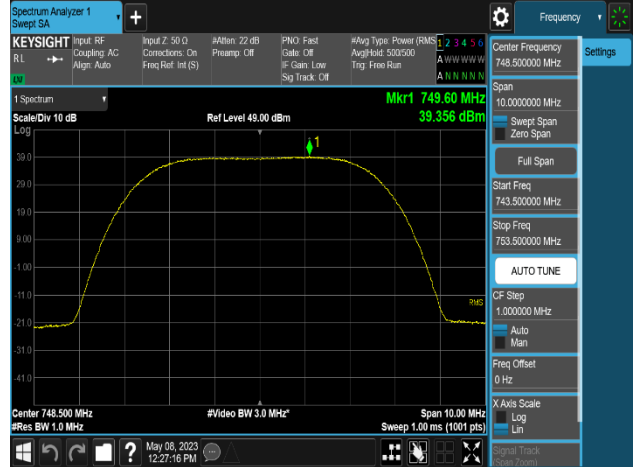 Spectrum Analyzer 1
Swept SA
+
Frequency
KEYSIGHT
RL
Input: RF
Coupling: AC
Align: Auto
Input Z: 50 Ω
Corrections: On
Freq Ref: Int (S)
#Atten: 22 dB
Preamp: Off
PNO: Fast
Gate: Off
IF Gain: Low
Sig Track: Off
#Avg Type: Power (RMS
Avg|Hold: 500/500
Trig: Free Run
1 2 3 4 5 6
A W W W W W
A N N N N N
1 Spectrum
Scale/Div 10 dB
Ref Level 49.00 dBm
Mkr1 749.60 MHz
39.356 dBm
Log
1
39.0
29.0
19.0
9.00
-1.00
-11.0
-21.0
-31.0
-41.0
RMS
Center 748.500 MHz
#Res BW 1.0 MHz
#Video BW 3.0 MHz*
Span 10.00 MHz
Sweep 1.00 ms (1001 pts)
Center Frequency
748.500000 MHz
Settings
Span
10.0000000 MHz
Swept Span
Zero Span
Full Span
Start Freq
743.500000 MHz
Stop Freq
753.500000 MHz
AUTO TUNE
CF Step
1.000000 MHz
Auto
Man
Freq Offset
0 Hz
X Axis Scale
Log
Lin
Signal Track
(Span Zoom)
?
May 08, 2023
12:27:16 PM